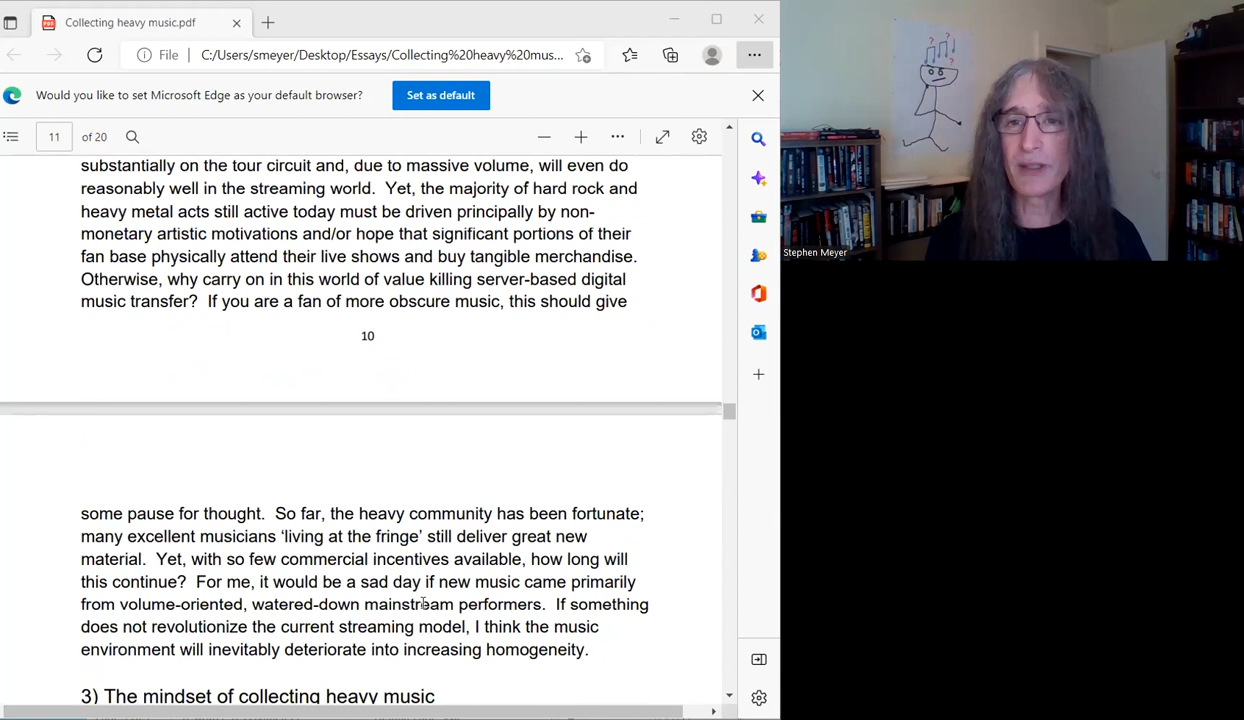 Collecting heavy music.pdf
File
C:/Users/smeyer/Desktop/Essays/Collecting%20heavy%20mus...
Would you like to set Microsoft Edge as your default browser?
Set as default
11 of 20
substantially on the tour circuit and, due to massive volume, will even do
reasonably well in the streaming world. Yet, the majority of hard rock and
heavy metal acts still active today must be driven principally by non-
monetary artistic motivations and/or hope that significant portions of their
fan base physically attend their live shows and buy tangible merchandise.
Otherwise, why carry on in this world of value killing server-based digital
music transfer? If you are a fan of more obscure music, this should give
10
some pause for thought. So far, the heavy community has been fortunate;
many excellent musicians ‘living at the fringe’ still deliver great new
material. Yet, with so few commercial incentives available, how long will
this continue? For me, it would be a sad day if new music came primarily
from volume-oriented, watered-down mainstream performers. If something
does not revolutionize the current streaming model, I think the music
environment will inevitably deteriorate into increasing homogeneity.
3) The mindset of collecting heavy music
? ? ? ?
Stephen Meyer